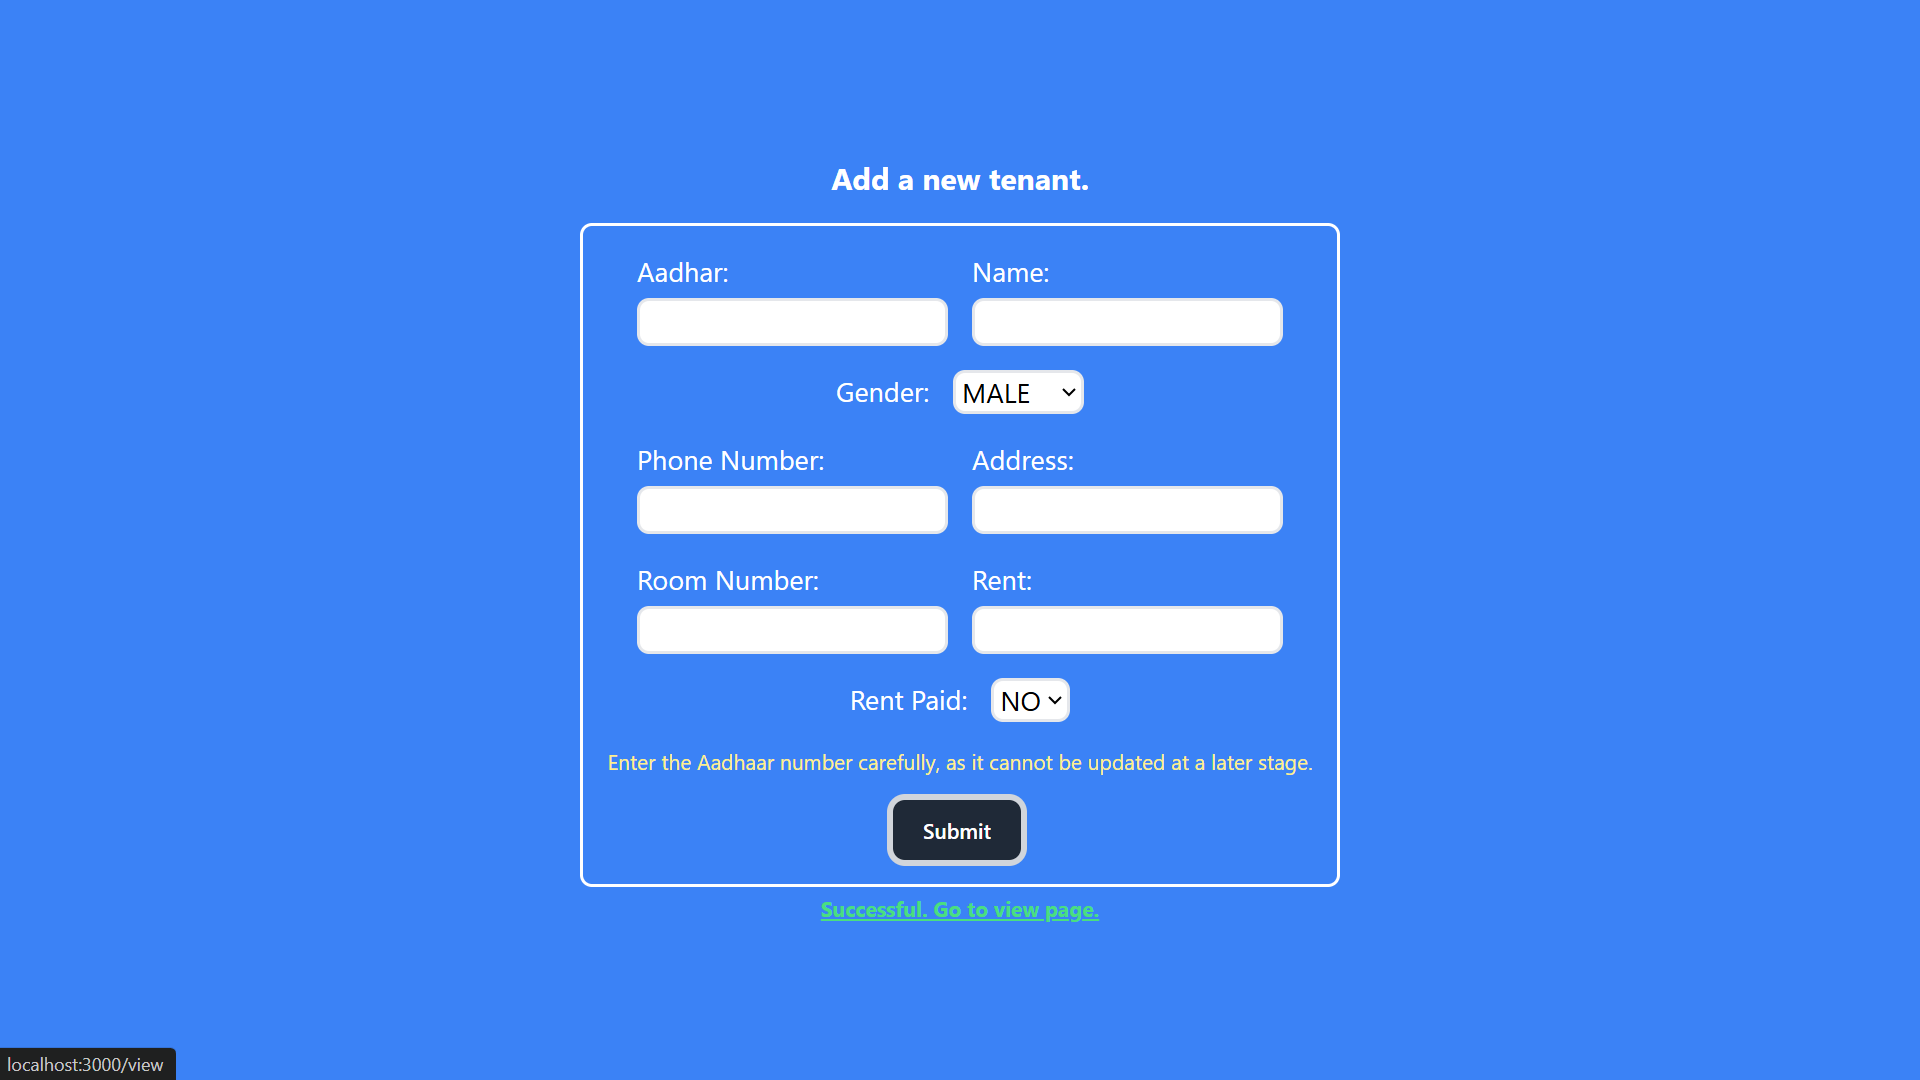 Add a new tenant.
Aadhar: Name:
Gender: MALE
Phone Number: Address:
Room Number: Rent:
Rent Paid: NO
Enter the Aadhaar number carefully, as it cannot be updated at a later stage.
Submit
Successful. Go to view page.
localhost:3000/view